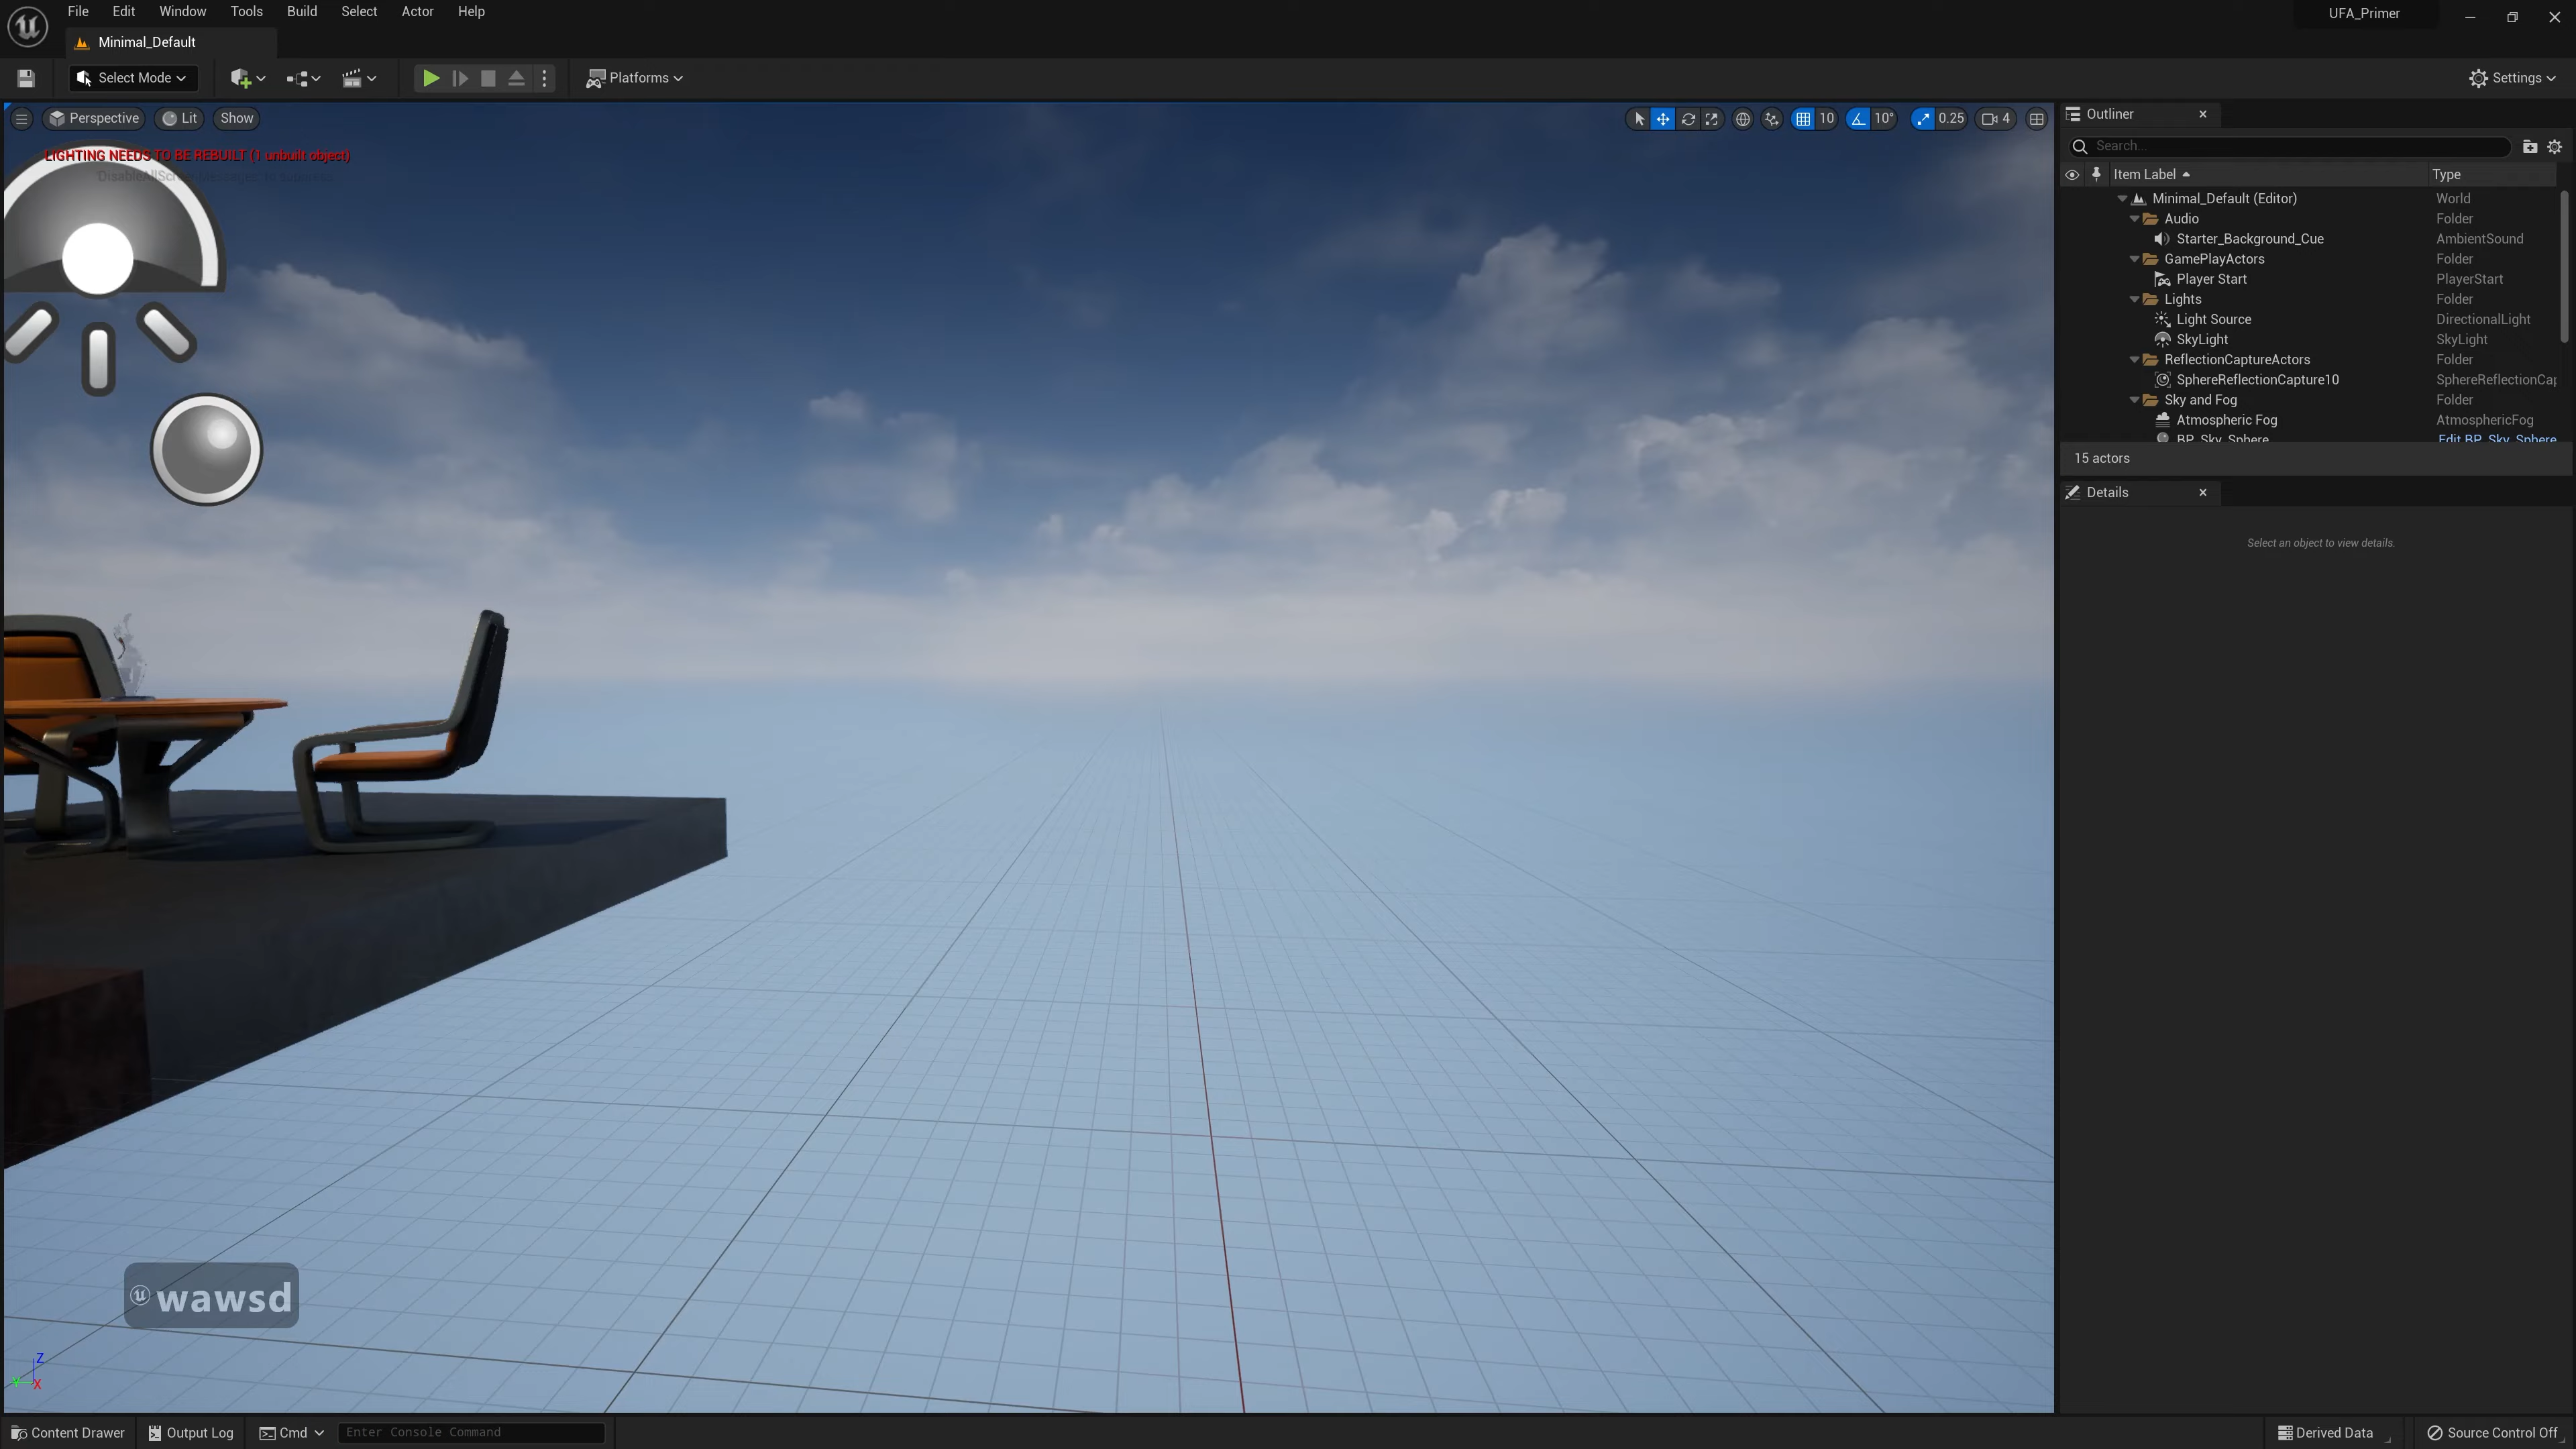 File Edit Window Tools Build Select Actor Help
UFA_Primer
Minimal_Default
Select Mode
Platforms
Settings
Perspective Lit Show
10 10° 0.25 4
LIGHTING NEEDS TO BE REBUILT (1 unbuilt object)
Outliner
Search...
Item Label Type
Minimal_Default (Editor) World
Audio Folder
Starter_Background_Cue AmbientSound
GamePlayActors Folder
Player Start PlayerStart
Lights Folder
Light Source DirectionalLight
SkyLight SkyLight
ReflectionCaptureActors Folder
SphereReflectionCapture10 SphereReflectionCap
Sky and Fog Folder
Atmospheric Fog AtmosphericFog
BP_Sky_Sphere Edit BP_Sky_Sphere
15 actors
Details
Select an object to view details.
wawsd
Z
Y X
Content Drawer Output Log Cmd Enter Console Command
Derived Data Source Control Off